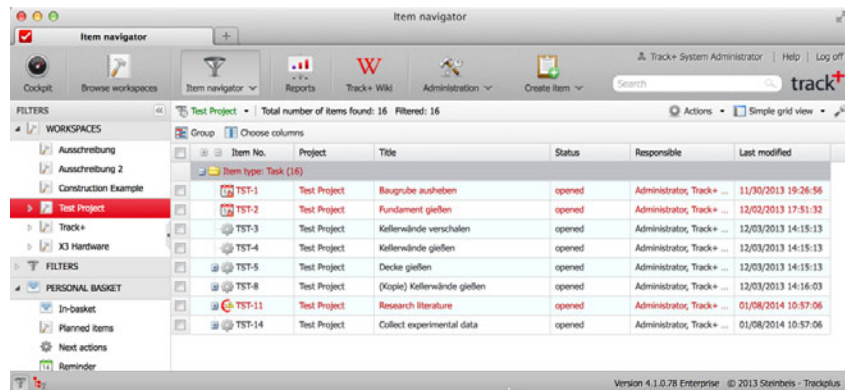 Item navigator
Item navigator
Cockpit Browse workspaces Item navigator Reports Track+ Wiki Administration Create item
Track+ System Administrator | Help | Log off
Search
track+
FILTERS
WORKSPACES
Ausschreibung
Ausschreibung 2
Construction Example
Test Project
Track+
X3 Hardware
FILTERS
PERSONAL BASKET
In-basket
Planned items
Next actions
Reminder
Test Project Total number of items found: 16 Filtered: 16 Actions Simple grid view
Group Choose columns
Item No. Project Title Status Responsible Last modified
Item type: Task (16)
TST-1 Test Project Baugrube ausheben opened Administrator, Track+ ... 11/30/2013 19:26:56
TST-2 Test Project Fundament gießen opened Administrator, Track+ ... 12/02/2013 17:51:32
TST-3 Test Project Kellerwände verschalen opened Administrator, Track+ ... 12/03/2013 14:15:13
TST-4 Test Project Kellerwände gießen opened Administrator, Track+ ... 12/03/2013 14:15:13
TST-5 Test Project Decke gießen opened Administrator, Track+ ... 12/03/2013 14:15:13
TST-8 Test Project (Kopie) Kellerwände gießen opened Administrator, Track+ ... 12/03/2013 14:16:03
TST-11 Test Project Research literature opened Administrator, Track+ ... 01/08/2014 10:57:06
TST-14 Test Project Collect experimental data opened Administrator, Track+ ... 01/08/2014 10:57:06
Version 4.1.0.78 Enterprise © 2013 Steinbeis - Trackplus